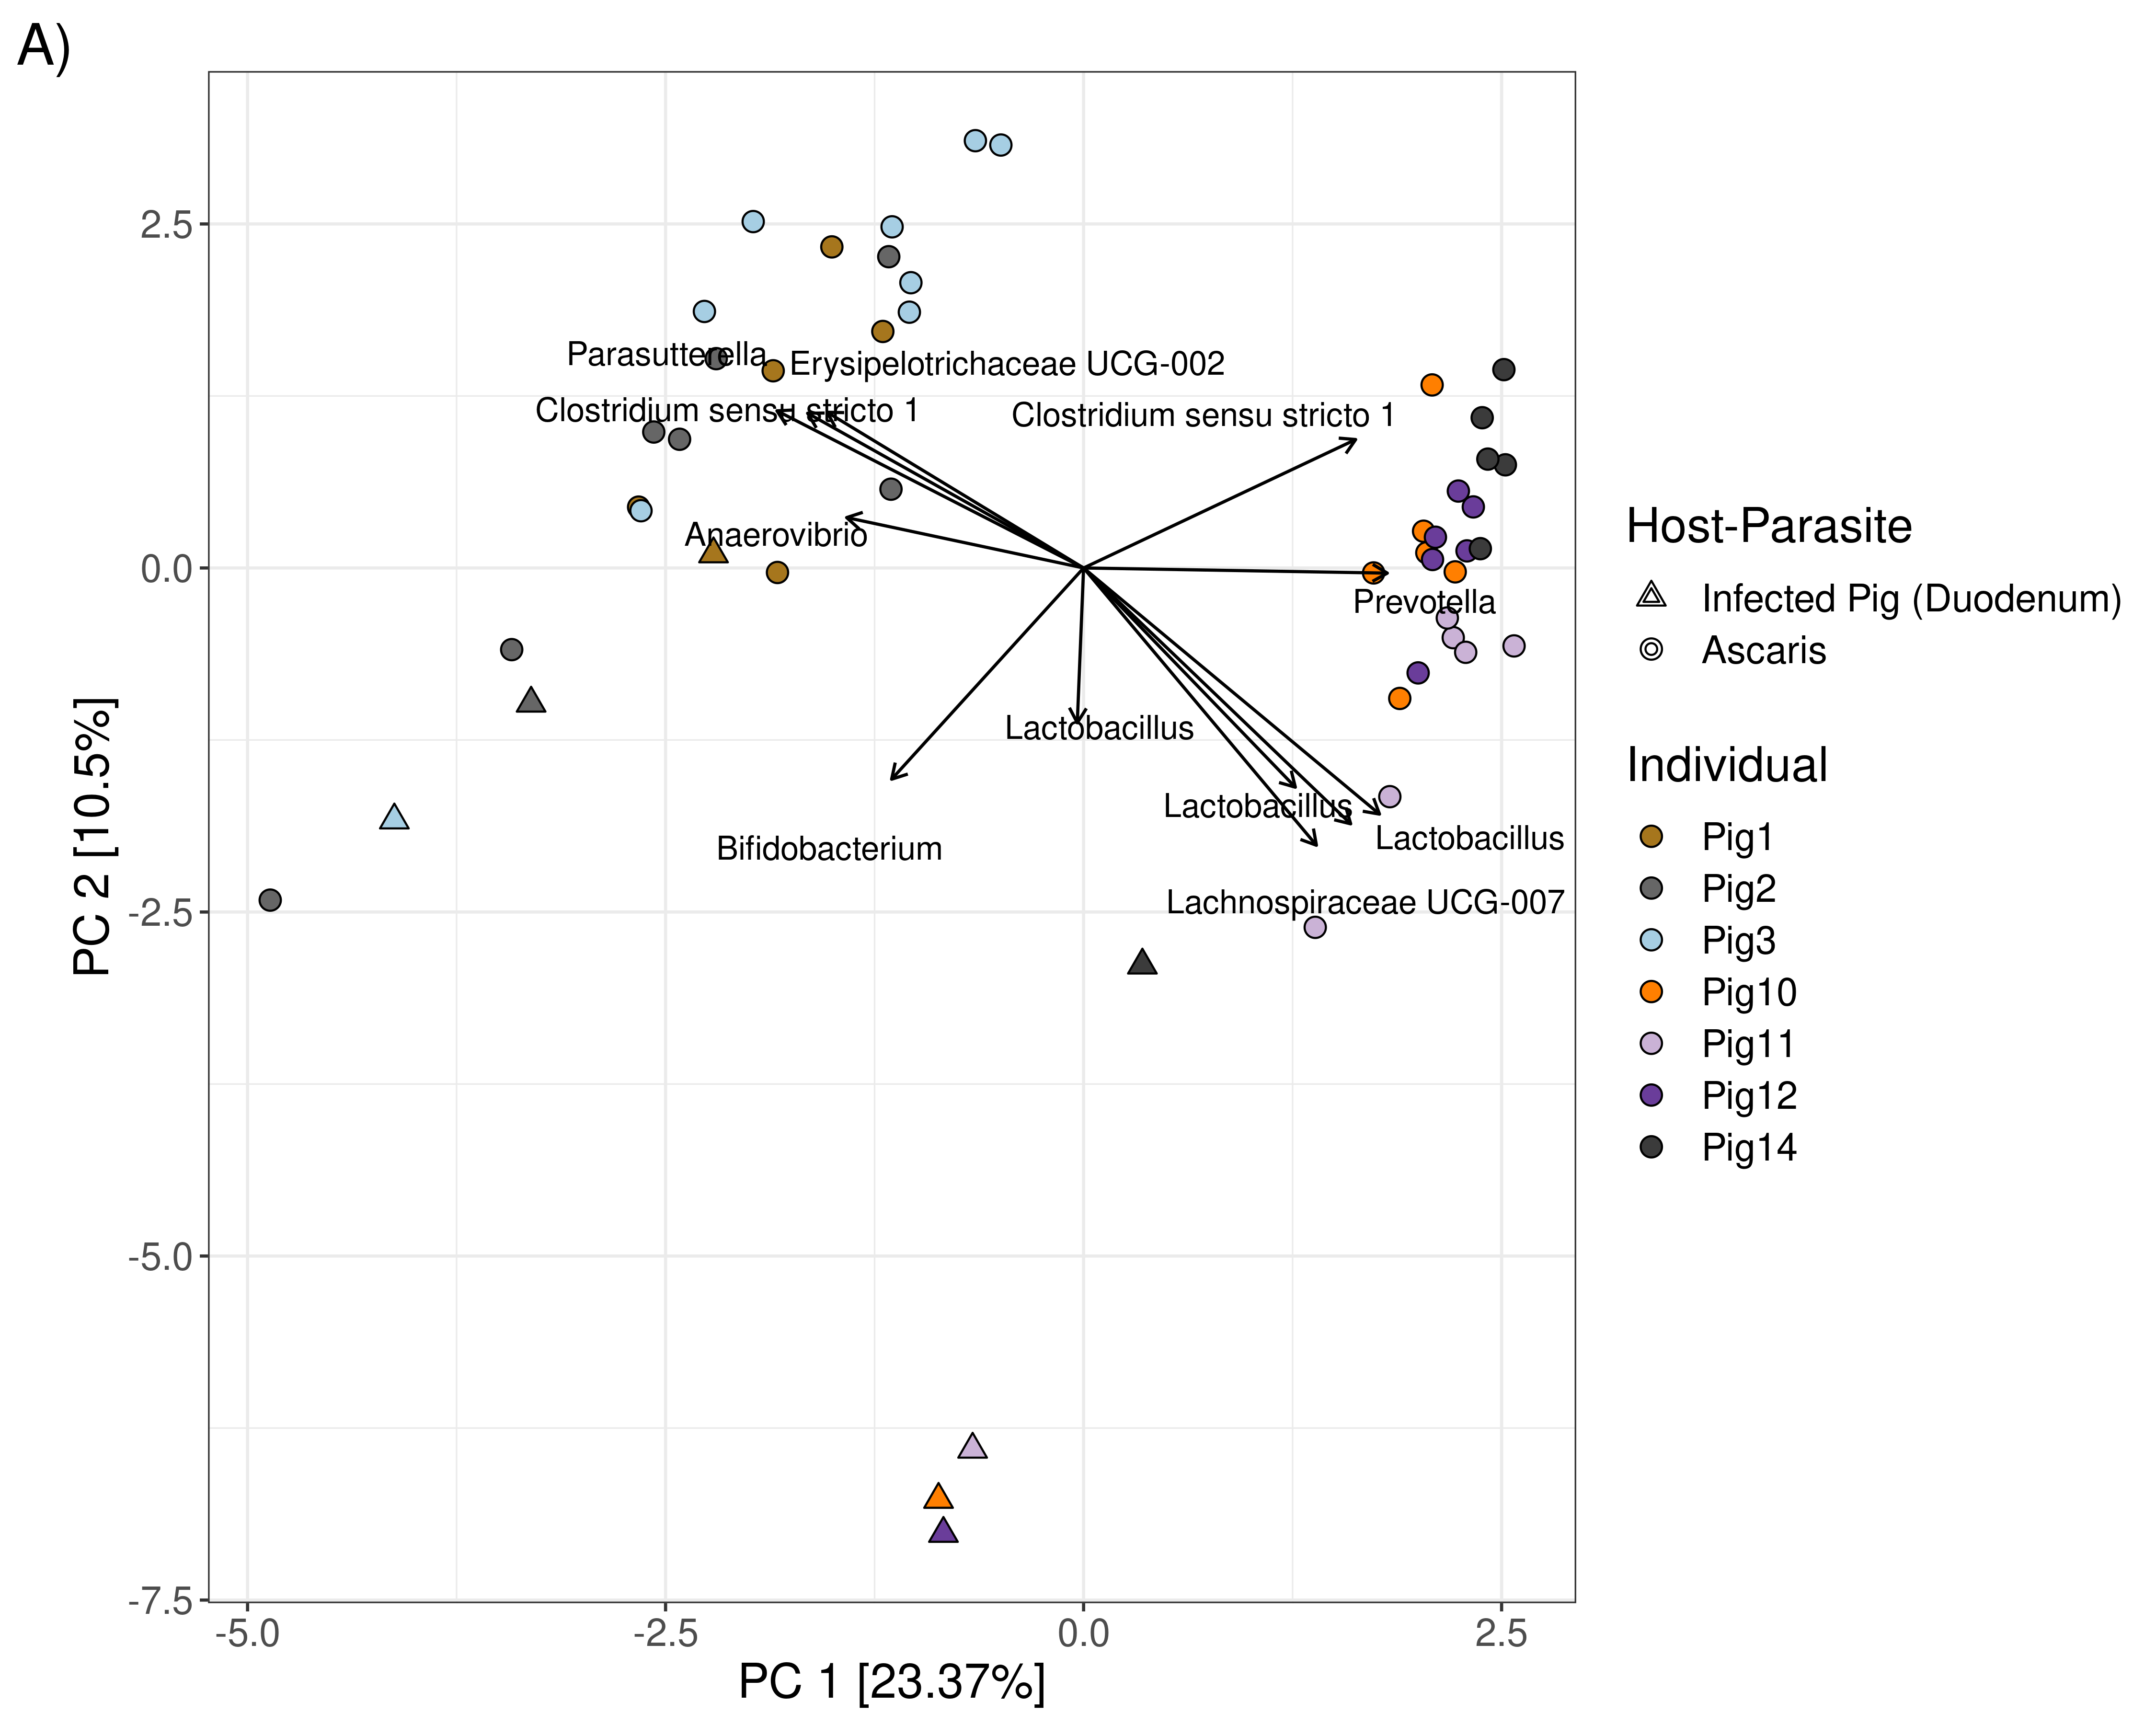 A)
2.5
0.0
-2.5
-5.0
-7.5
PC 2 [10.5%]
-5.0
-2.5
0.0
2.5
PC 1 [23.37%]
Parasutterella
Erysipelotrichaceae UCG-002
Clostridium sensu stricto 1
Clostridium sensu stricto 1
Anaerovibrio
Prevotella
Lactobacillus
Lactobacillus
Lactobacillus
Bifidobacterium
Lachnospiraceae UCG-007
Host-Parasite
Infected Pig (Duodenum)
Ascaris
Individual
Pig1
Pig2
Pig3
Pig10
Pig11
Pig12
Pig14